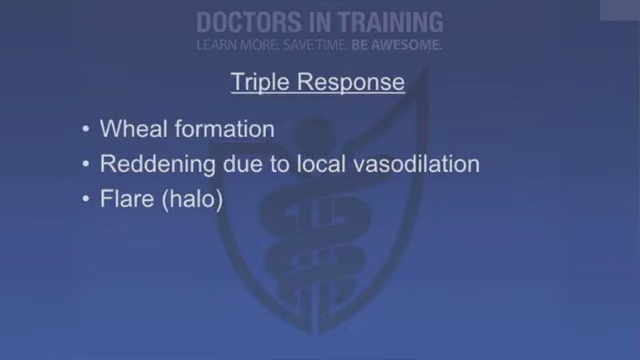 DOCTORS IN TRAINING
LEARN MORE. SAVE TIME. BE AWESOME.
Triple Response
• Wheal formation
• Reddening due to local vasodilation
• Flare (halo)